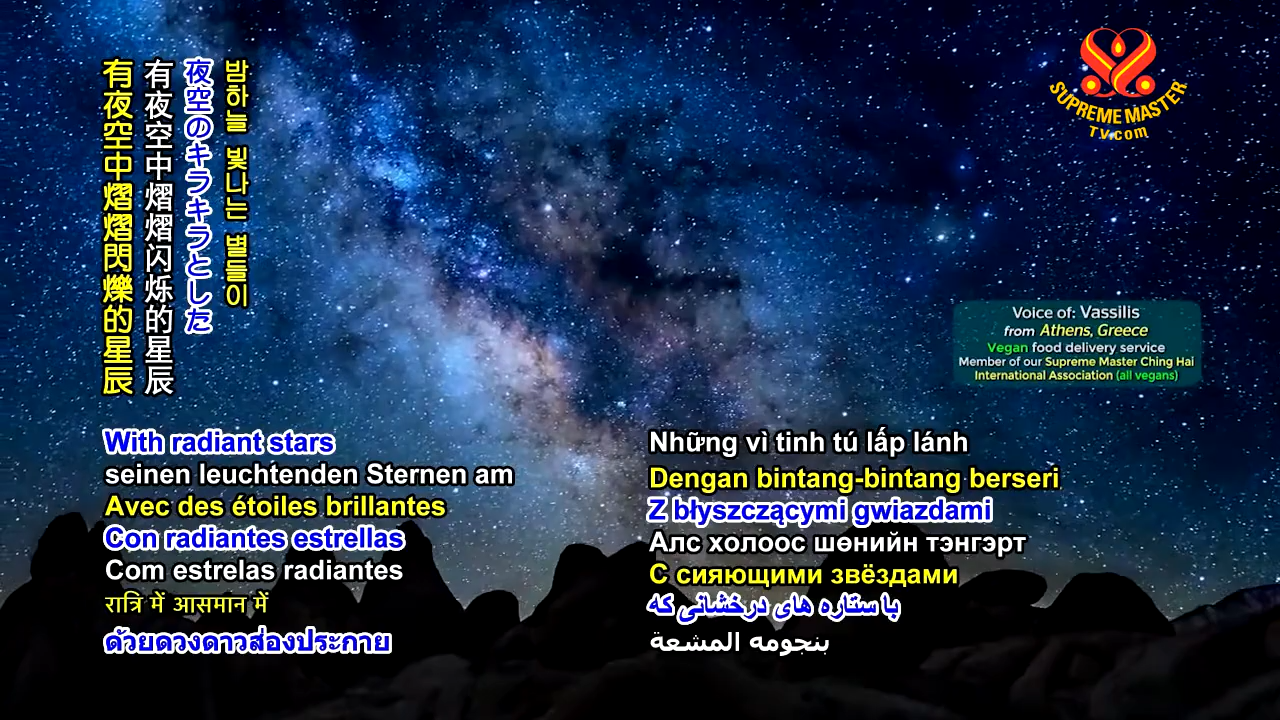 밤하늘 빛나는 별들이
夜空のキラキラとした
有夜空中熠熠闪烁的星辰
有夜空中熠熠閃爍的星辰
SUPREME MASTER
TV.com
Voice of: Vassilis
from Athens, Greece
Vegan food delivery service
Member of our Supreme Master Ching Hai
International Association (all vegans)
With radiant stars
seinen leuchtenden Sternen am
Avec des étoiles brillantes
Con radiantes estrellas
Com estrelas radiantes
रात्रि में आसमान में
ด้วยดวงดาวส่องประกาย
Những vì tinh tú lấp lánh
Dengan bintang-bintang berseri
Z błyszczącymi gwiazdami
Алс холоос шөнийн тэнгэрт
С сияющими звёздами
با ستاره های درخشانی که
بنجومه المشعة